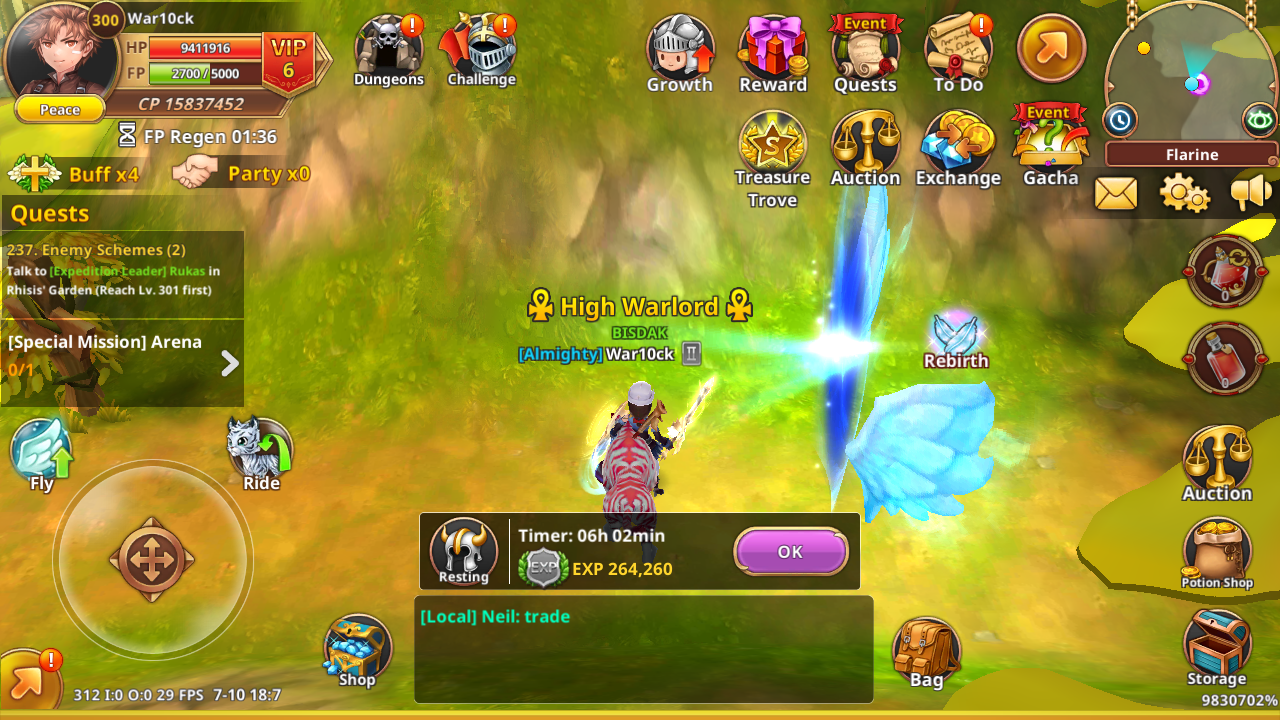 300 War10ck
HP 9411916
FP 2700/5000
VIP
6
Peace
CP 15837452
FP Regen 01:36
Buff x4
Party x0
Dungeons
Challenge
Growth
Reward
Event
Quests
To Do
Treasure
Trove
Auction
Exchange
Event
Gacha
Flarine
Quests
237. Enemy Schemes (2)
Talk to [Expedition Leader] Rukas in
Rhisis' Garden (Reach Lv. 301 first)
[Special Mission] Arena
0/1
High Warlord
BISDAK
[Almighty] War10ck II
Rebirth
0
0
Fly
Ride
Auction
Potion Shop
Resting
Timer: 06h 02min
EXP EXP 264,260
OK
[Local] Neil: trade
Shop
Bag
Storage
312 I:0 O:0 29 FPS 7-10 18:7
9830702%